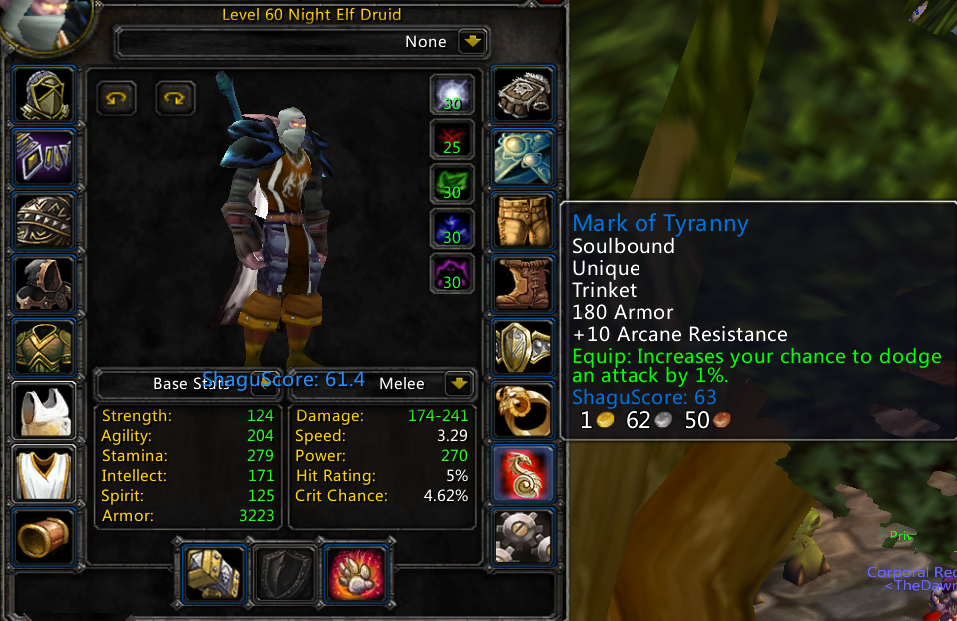 Level 60 Night Elf Druid
None
30
25
30
30
30
ShaguScore: 61.4
Base Stats
Melee
Strength: 124
Agility: 204
Stamina: 279
Intellect: 171
Spirit: 125
Armor: 3223
Damage: 174-241
Speed: 3.29
Power: 270
Hit Rating: 5%
Crit Chance: 4.62%
Mark of Tyranny
Soulbound
Unique
Trinket
180 Armor
+10 Arcane Resistance
Equip: Increases your chance to dodge
an attack by 1%.
ShaguScore: 63
1 62 50
Priv
Corporal Rec
<TheDawn